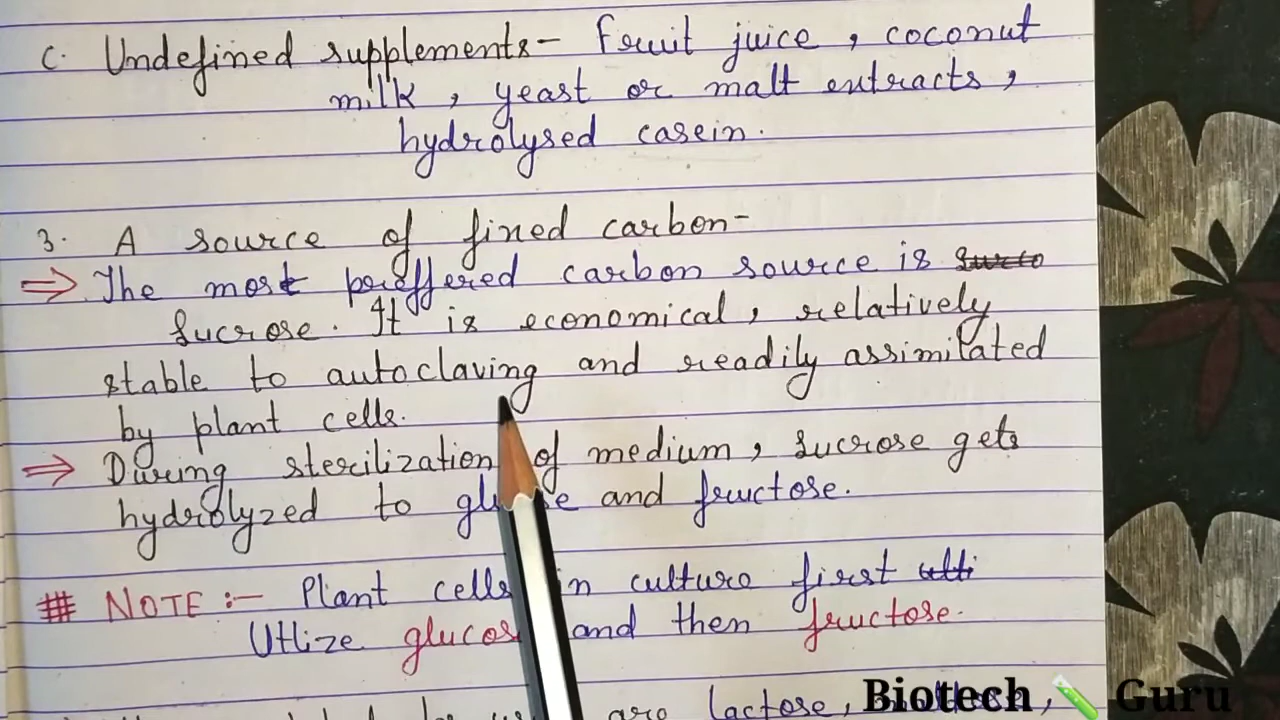 C. Undefined supplements- fruit juice, coconut
milk, yeast or malt extracts,
hydrolysed casein.
3. A source of fixed carbon-
⇒ The most preffered carbon source is
Sucrose. It is economical, relatively
stable to autoclaving and readily assimilated
by plant cells.
⇒ During sterilization of medium, sucrose gets
hydrolyzed to and fructose.
# NOTE :- Plant cells in culture first
Utlize and then fructose.
are lactose,
Biotech Guru